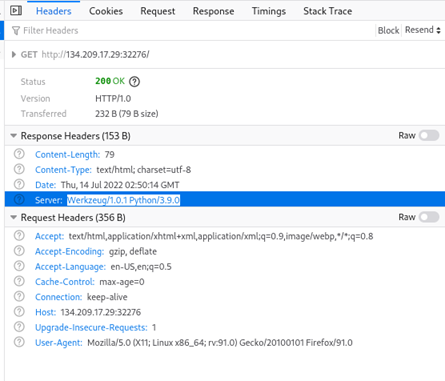 Headers Cookies Request Response Timings Stack Trace
Filter Headers Block Resend
GET http://134.209.17.29:32276/
Status 200 OK
Version HTTP/1.0
Transferred 232 B (79 B size)
Response Headers (153 B) Raw
Content-Length: 79
Content-Type: text/html; charset=utf-8
Date: Thu, 14 Jul 2022 02:50:14 GMT
Server: Werkzeug/1.0.1 Python/3.9.0
Request Headers (356 B) Raw
Accept: text/html,application/xhtml+xml,application/xml;q=0.9,image/webp,*/*;q=0.8
Accept-Encoding: gzip, deflate
Accept-Language: en-US,en;q=0.5
Cache-Control: max-age=0
Connection: keep-alive
Host: 134.209.17.29:32276
Upgrade-Insecure-Requests: 1
User-Agent: Mozilla/5.0 (X11; Linux x86_64; rv:91.0) Gecko/20100101 Firefox/91.0